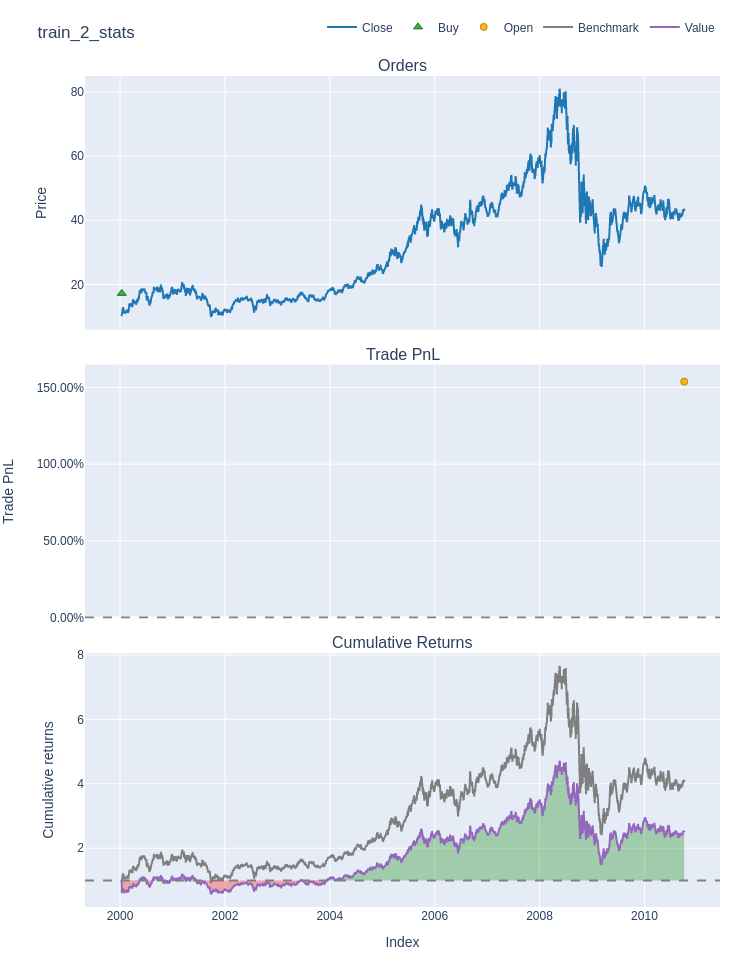 train_2_stats
Close Buy Open Benchmark Value
Orders
80
60
40
20
Price
Trade PnL
150.00%
100.00%
50.00%
0.00%
Trade PnL
Cumulative Returns
8
6
4
2
Cumulative returns
2000 2002 2004 2006 2008 2010
Index